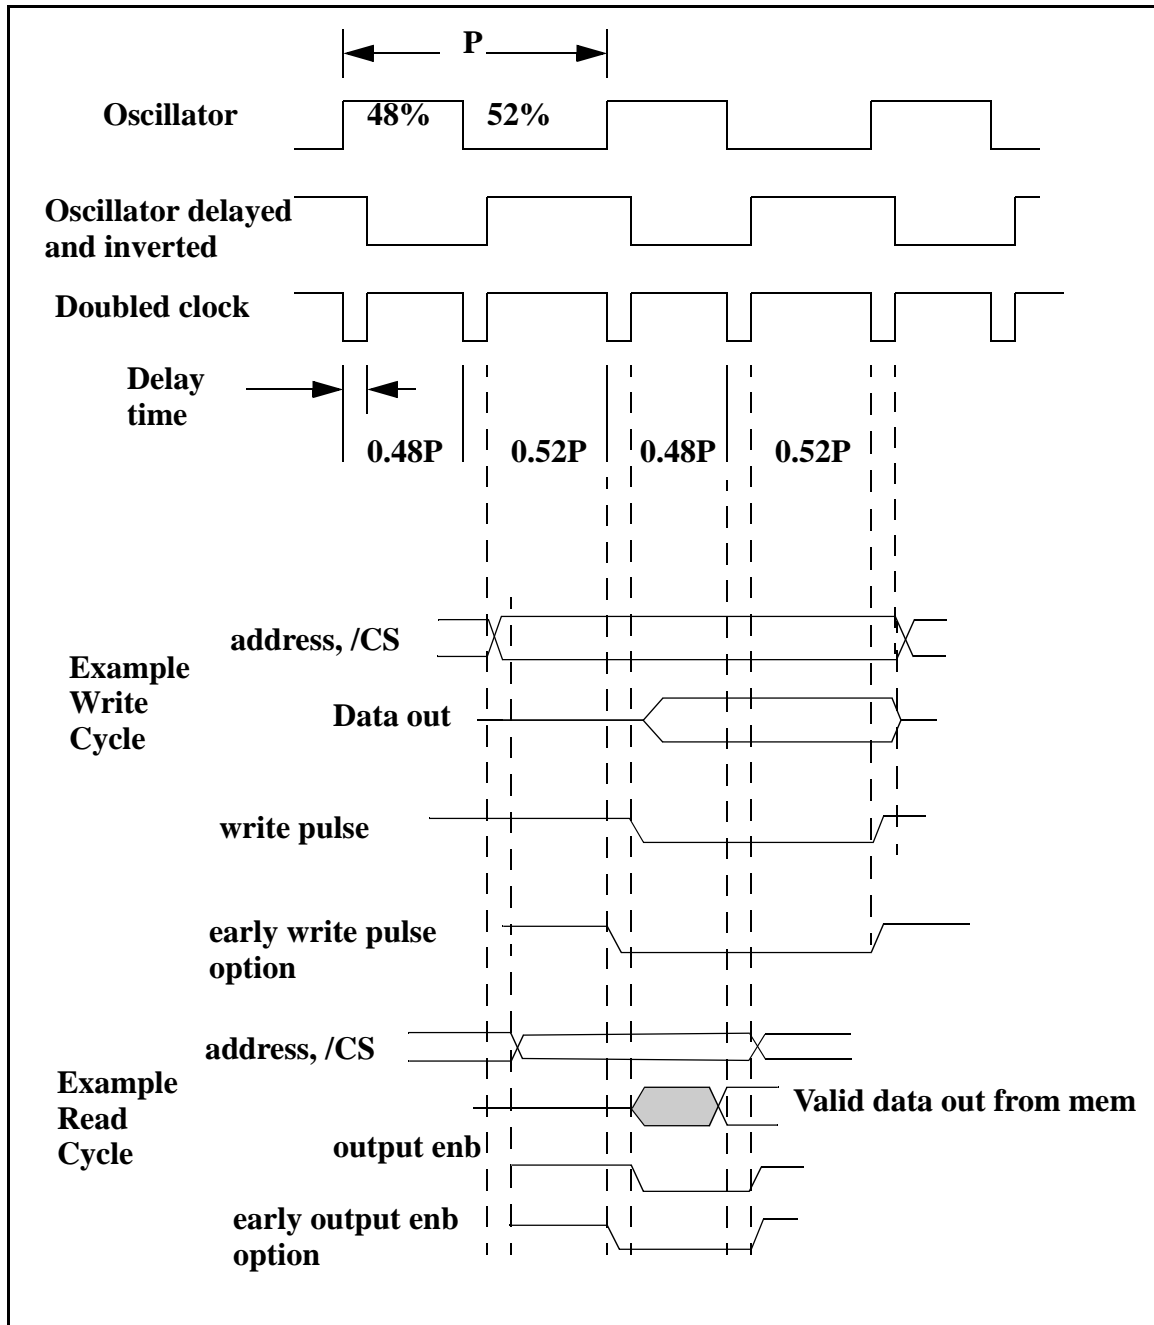 P
Oscillator
48%
52%
Oscillator delayed
and inverted
Doubled clock
Delay
time
0.48P
0.52P
0.48P
0.52P
address, /CS
Example
Write
Cycle
Data out
write pulse
early write pulse
option
address, /CS
Example
Read
Cycle
Valid data out from mem
output enb
early output enb
option